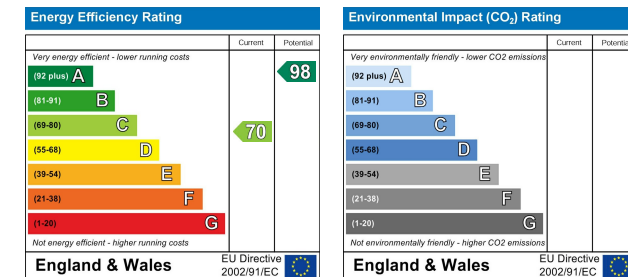 Energy Efficiency Rating
Current Potential
Very energy efficient - lower running costs
(92 plus) A
98
(81-91) B
(69-80) C
70
(55-68) D
(39-54) E
(21-38) F
(1-20) G
Not energy efficient - higher running costs
England & Wales
EU Directive
2002/91/EC
Environmental Impact (CO₂) Rating
Current Potential
Very environmentally friendly - lower CO2 emissions
(92 plus) A
(81-91) B
(69-80) C
(55-68) D
(39-54) E
(21-38) F
(1-20) G
Not environmentally friendly - higher CO2 emissions
England & Wales
EU Directive
2002/91/EC